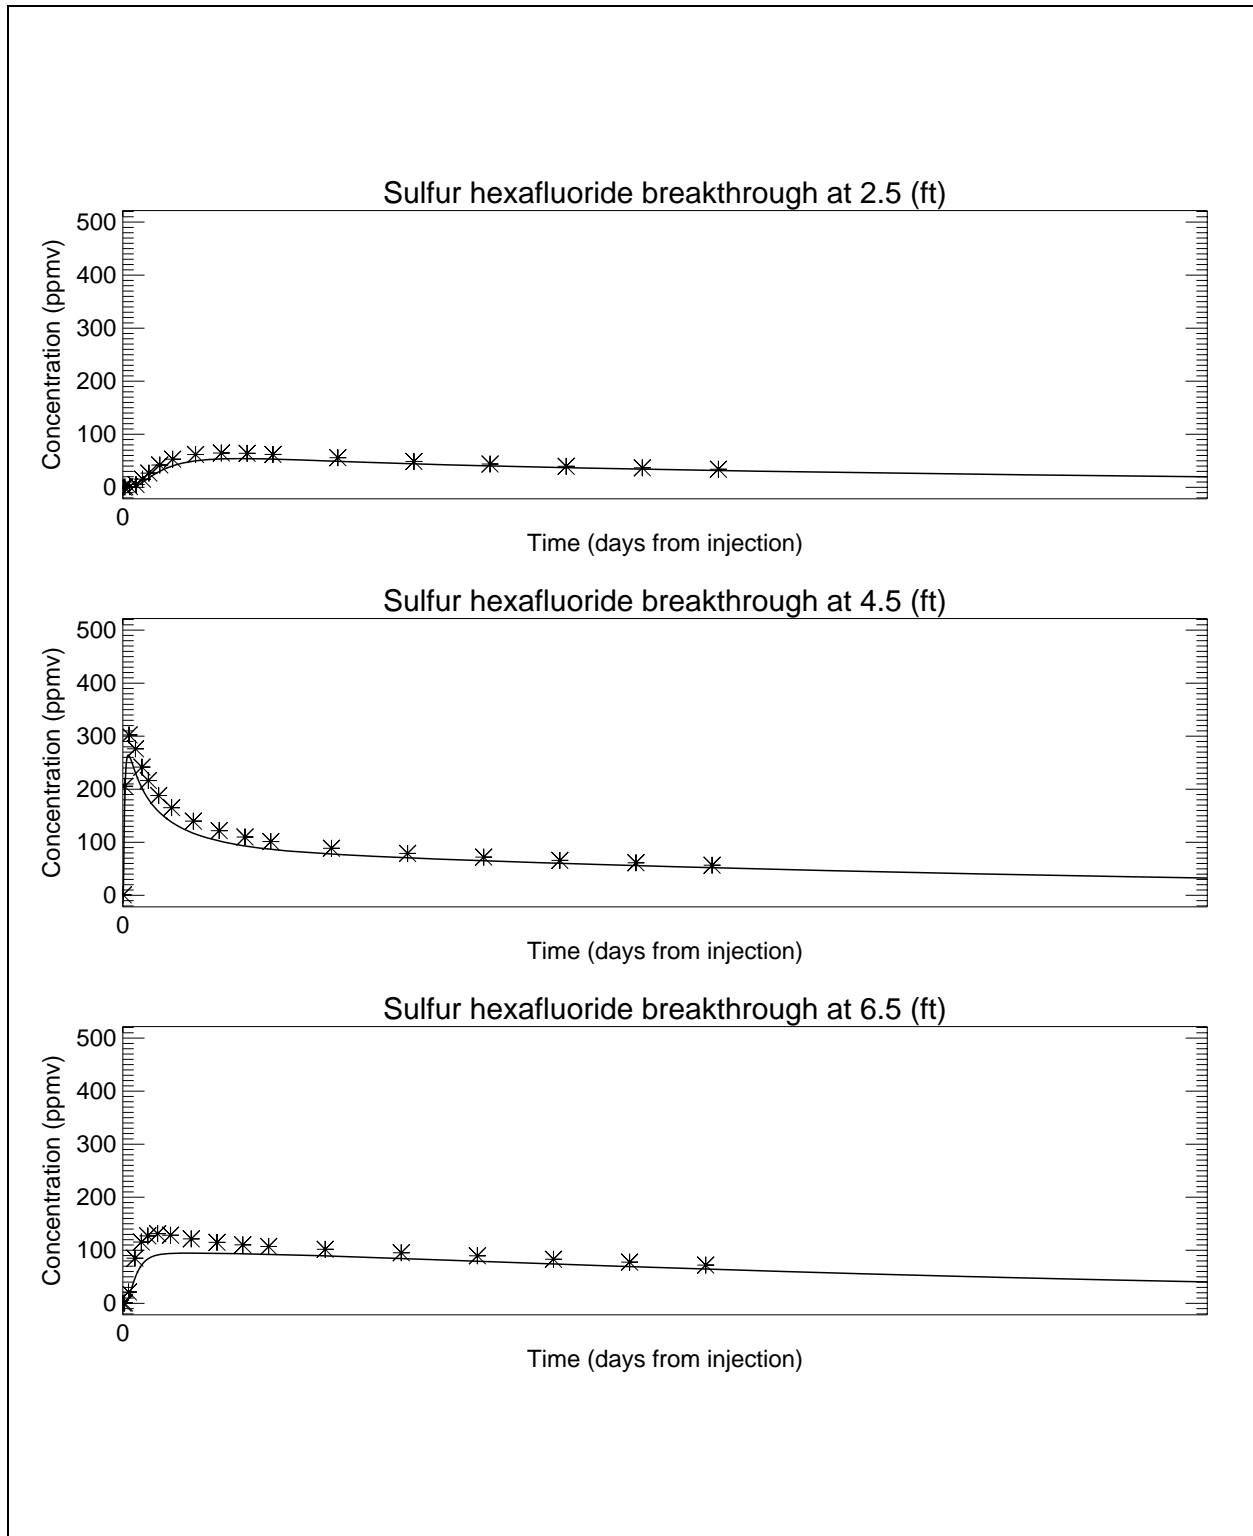 Sulfur hexafluoride breakthrough at 2.5 (ft)
500
400
300
200
100
0
Concentration (ppmv)
0
Time (days from injection)
Sulfur hexafluoride breakthrough at 4.5 (ft)
500
400
300
200
100
0
Concentration (ppmv)
0
Time (days from injection)
Sulfur hexafluoride breakthrough at 6.5 (ft)
500
400
300
200
100
0
Concentration (ppmv)
0
Time (days from injection)